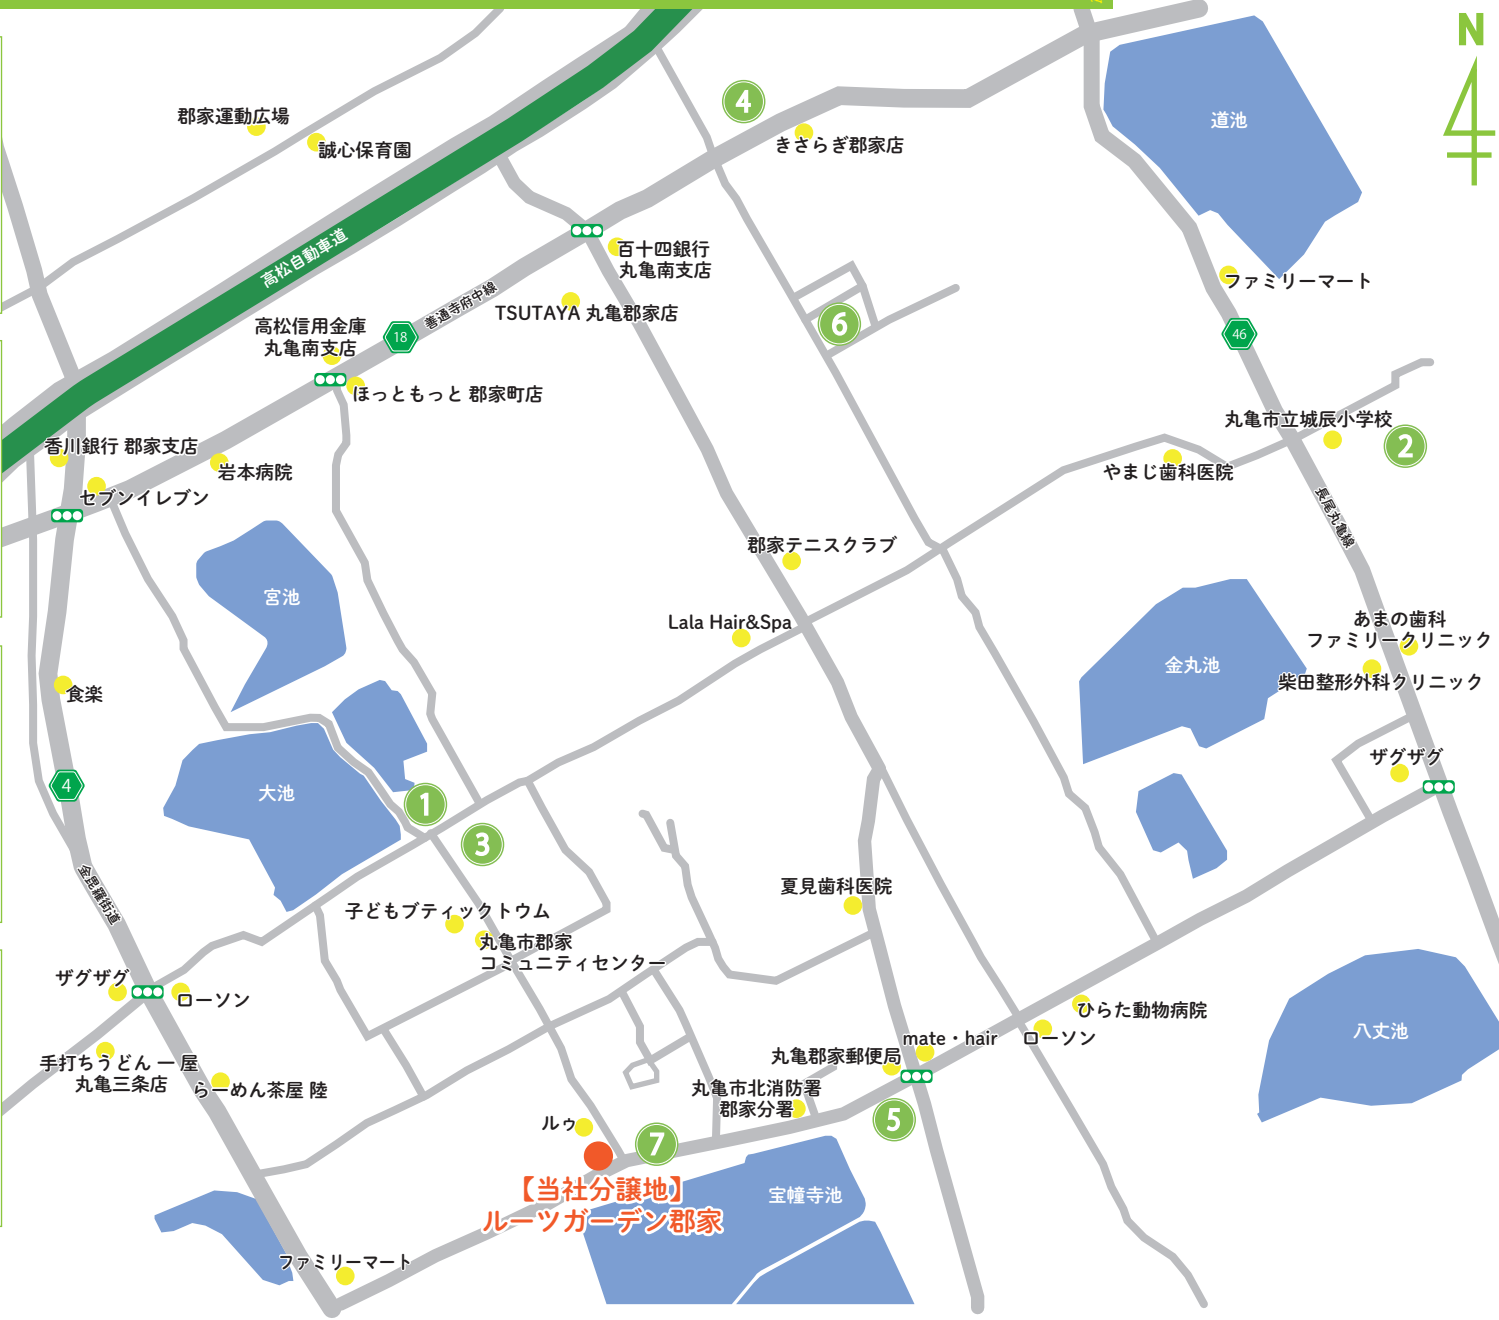 N
4
郡家運動広場
誠心保育園
きさらぎ郡家店
道池
高松自動車道
百十四銀行
丸亀南支店
ファミリーマート
TSUTAYA 丸亀郡家店
善通寺府中線
18
高松信用金庫
丸亀南支店
6
46
ほっともっと 郡家町店
丸亀市立城辰小学校
2
香川銀行 郡家支店
岩本病院
やまじ歯科医院
セブンイレブン
長尾丸亀線
郡家テニスクラブ
宮池
Lala Hair&Spa
あまの歯科
ファミリークリニック
金丸池
柴田整形外科クリニック
食楽
ザグザグ
4
大池
1
3
金毘羅街道
夏見歯科医院
子どもブティックトウム
丸亀市郡家
コミュニティセンター
ザグザグ
ローソン
ひらた動物病院
八丈池
mate・hair
ローソン
手打ちうどん 一 屋
丸亀三条店
丸亀郡家郵便局
らーめん茶屋 陸
丸亀市北消防署
郡家分署
5
ルゥ
7
【当社分譲地】
ルーツガーデン郡家
宝幢寺池
ファミリーマート